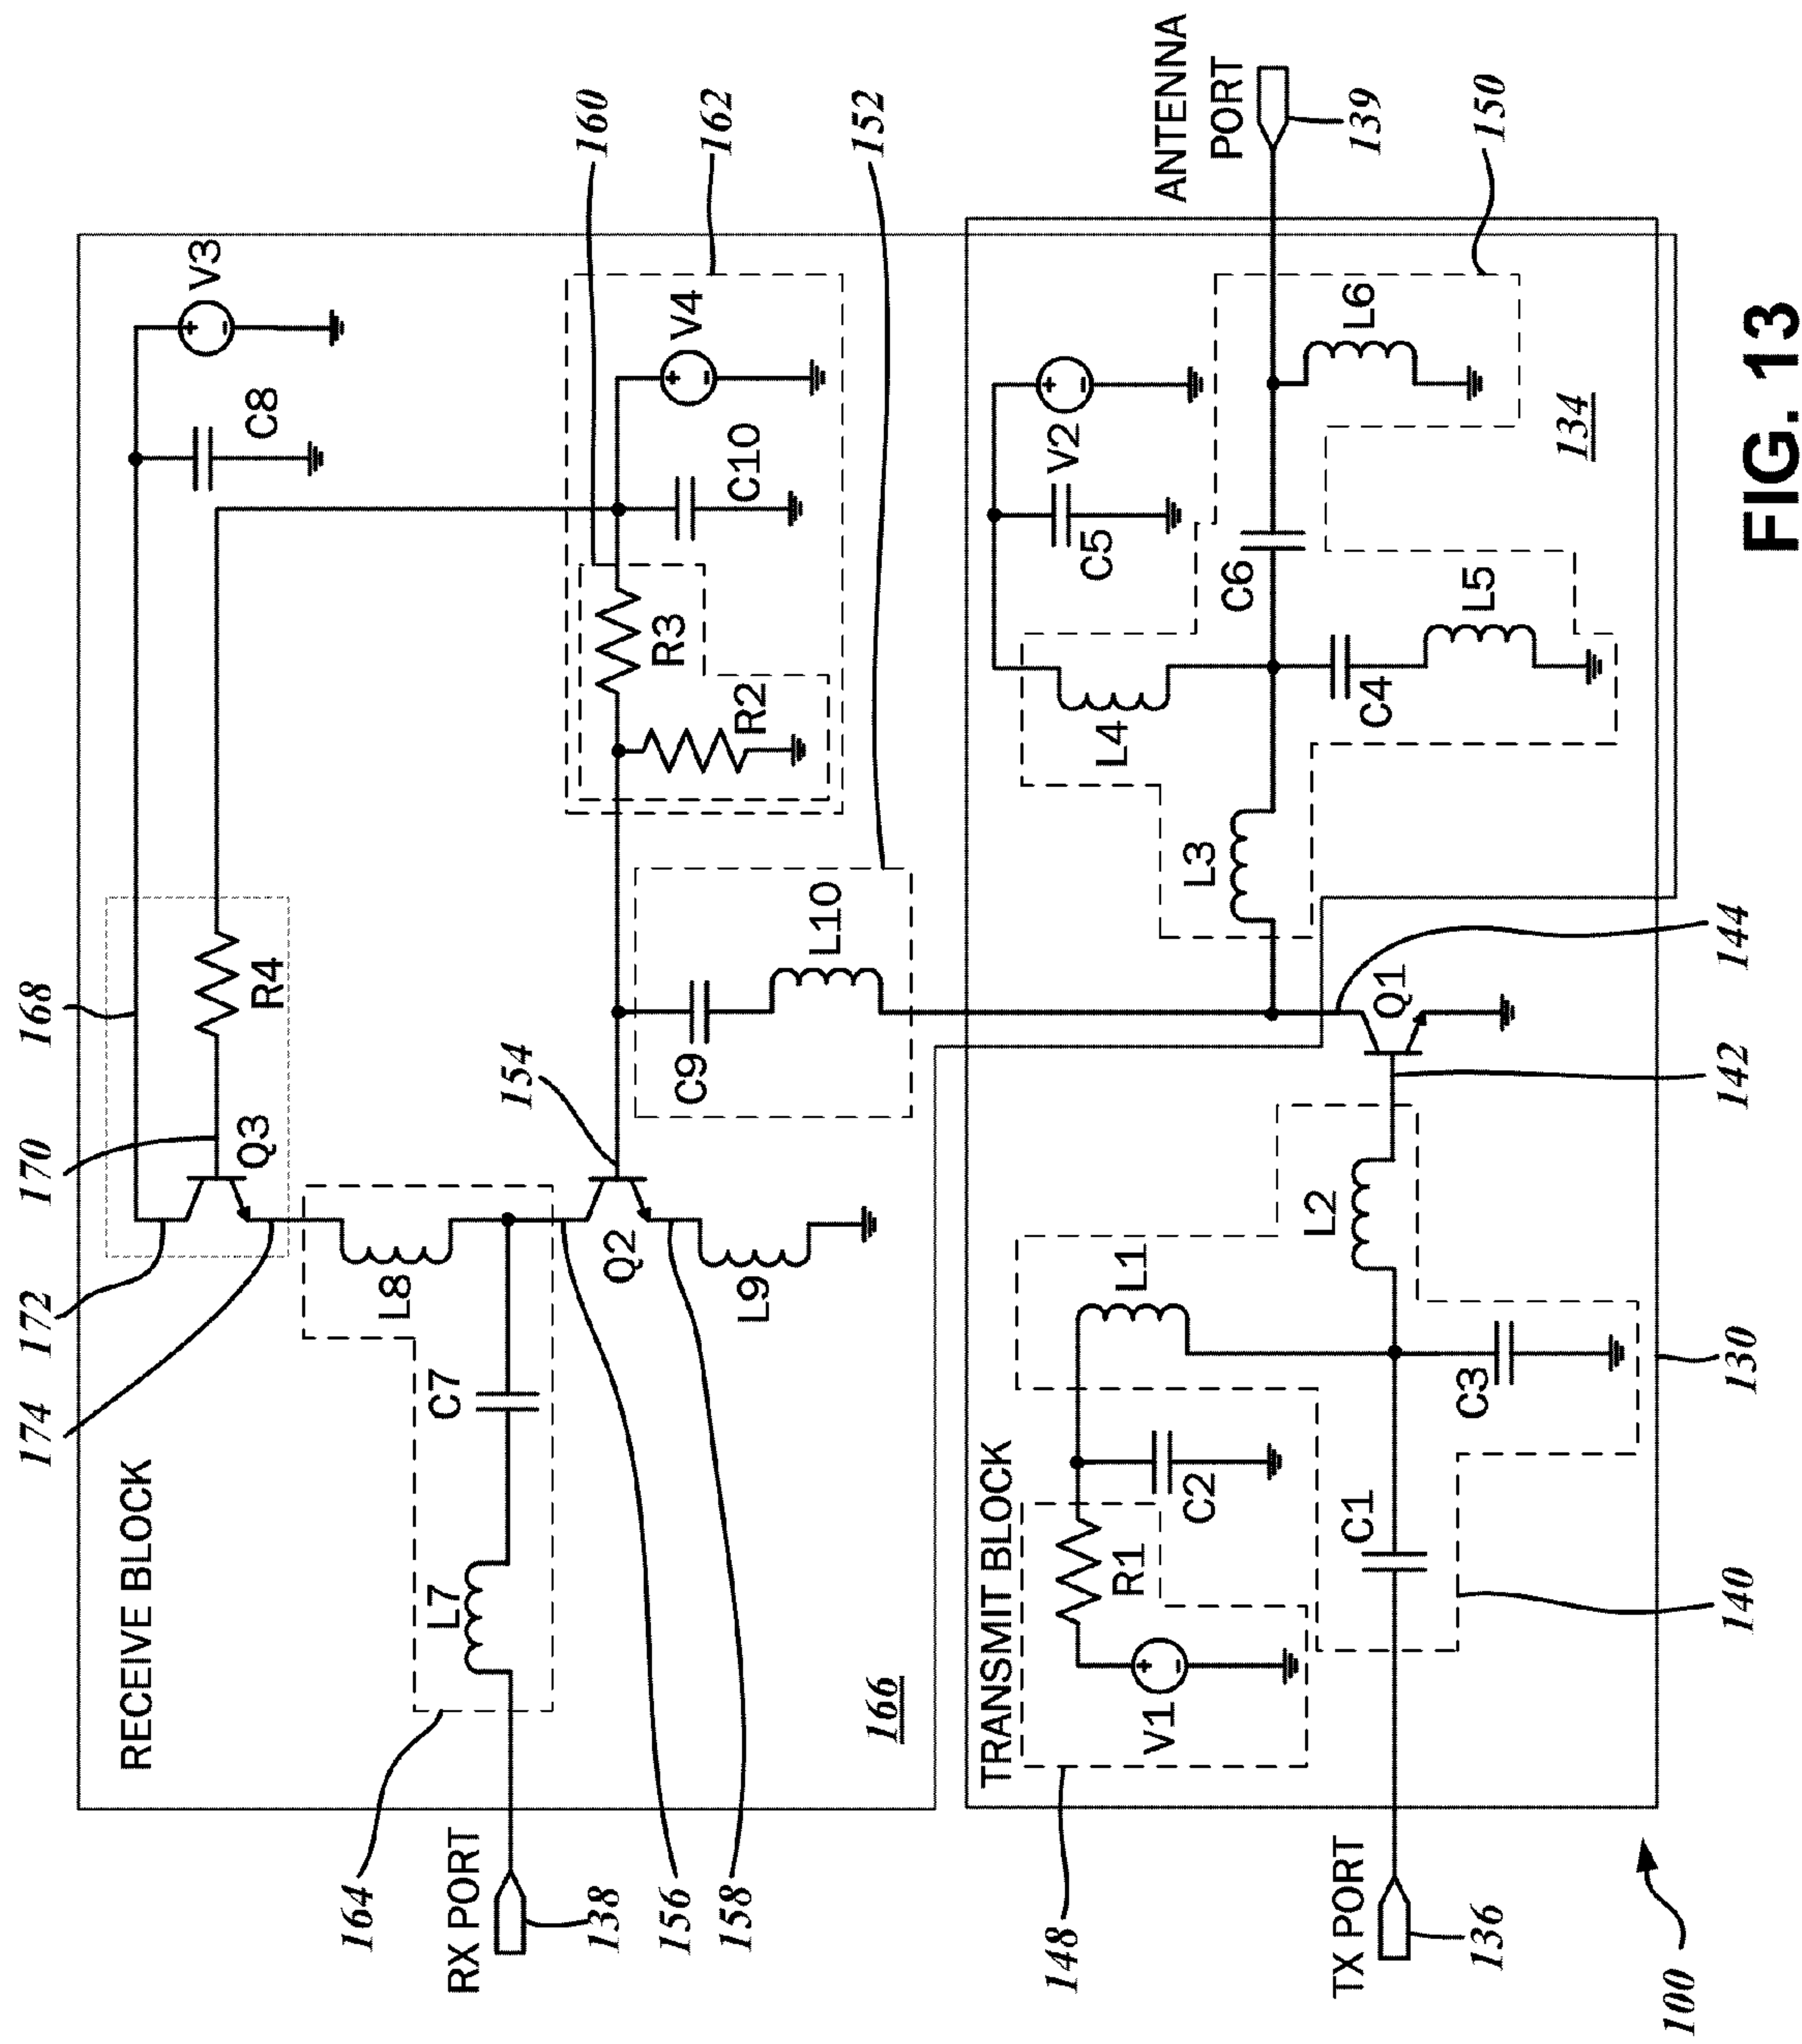 RECEIVE BLOCK
168
170
172
174
Q3
R4
C8
V3
160
162
152
V4
C10
R3
R2
154
C9
L10
L8
C7
L7
Q2
L9
164
RX PORT
138
156
158
166
TRANSMIT BLOCK
V1
R1
C2
L1
L2
C1
C3
148
TX PORT
136
140
130
142
144
Q1
L3
L4
C5
V2
C6
C4
L5
L6
134
ANTENNA
PORT
139
150
100
FIG. 13